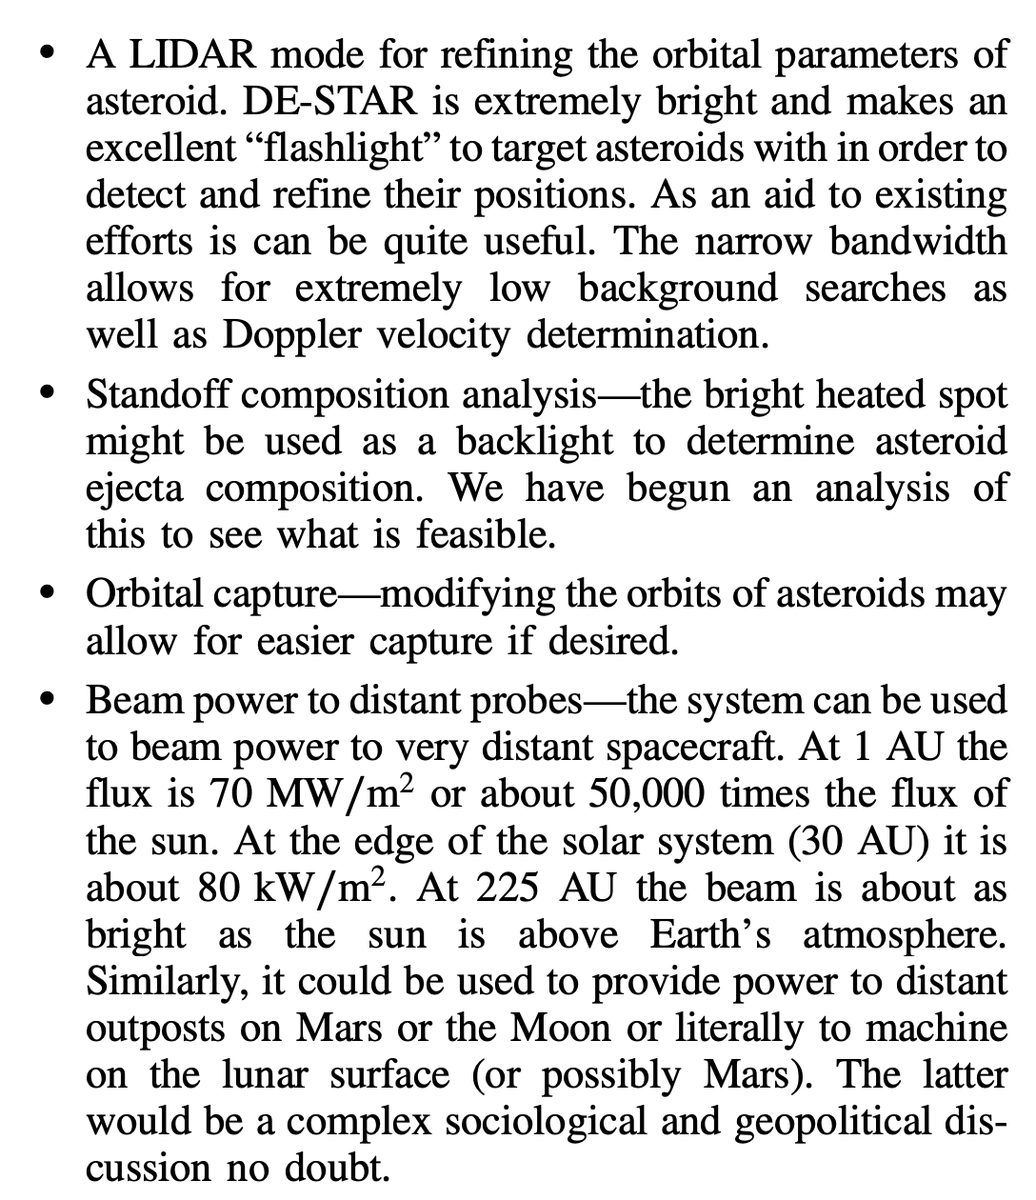 • A LIDAR mode for refining the orbital parameters of
asteroid. DE-STAR is extremely bright and makes an
excellent “flashlight” to target asteroids with in order to
detect and refine their positions. As an aid to existing
efforts is can be quite useful. The narrow bandwidth
allows for extremely low background searches as
well as Doppler velocity determination.
• Standoff composition analysis—the bright heated spot
might be used as a backlight to determine asteroid
ejecta composition. We have begun an analysis of
this to see what is feasible.
• Orbital capture—modifying the orbits of asteroids may
allow for easier capture if desired.
• Beam power to distant probes—the system can be used
to beam power to very distant spacecraft. At 1 AU the
flux is 70 MW/m² or about 50,000 times the flux of
the sun. At the edge of the solar system (30 AU) it is
about 80 kW/m². At 225 AU the beam is about as
bright as the sun is above Earth’s atmosphere.
Similarly, it could be used to provide power to distant
outposts on Mars or the Moon or literally to machine
on the lunar surface (or possibly Mars). The latter
would be a complex sociological and geopolitical dis-
cussion no doubt.